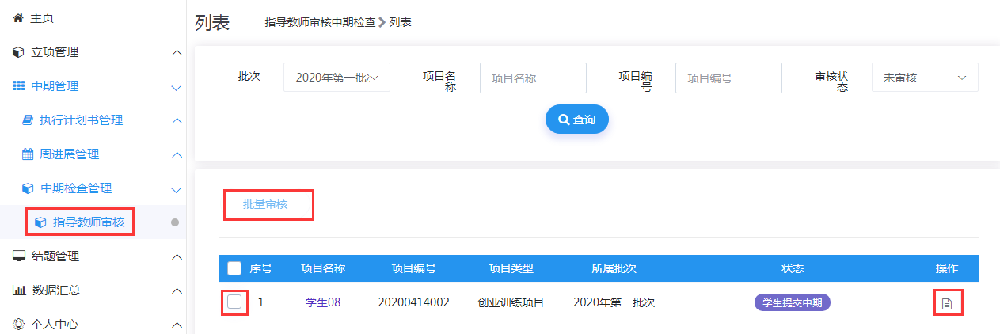 主页
立项管理
中期管理
执行计划书管理
周进展管理
中期检查管理
指导教师审核
结题管理
数据汇总
个人中心
列表
指导教师审核中期检查 列表
批次
2020年第一批次
项目名
称
项目名称
项目编
号
项目编号
审核状
态
未审核
查询
批量审核
序号 项目名称 项目编号 项目类型 所属批次 状态 操作
1 学生08 20200414002 创业训练项目 2020年第一批次 学生提交中期